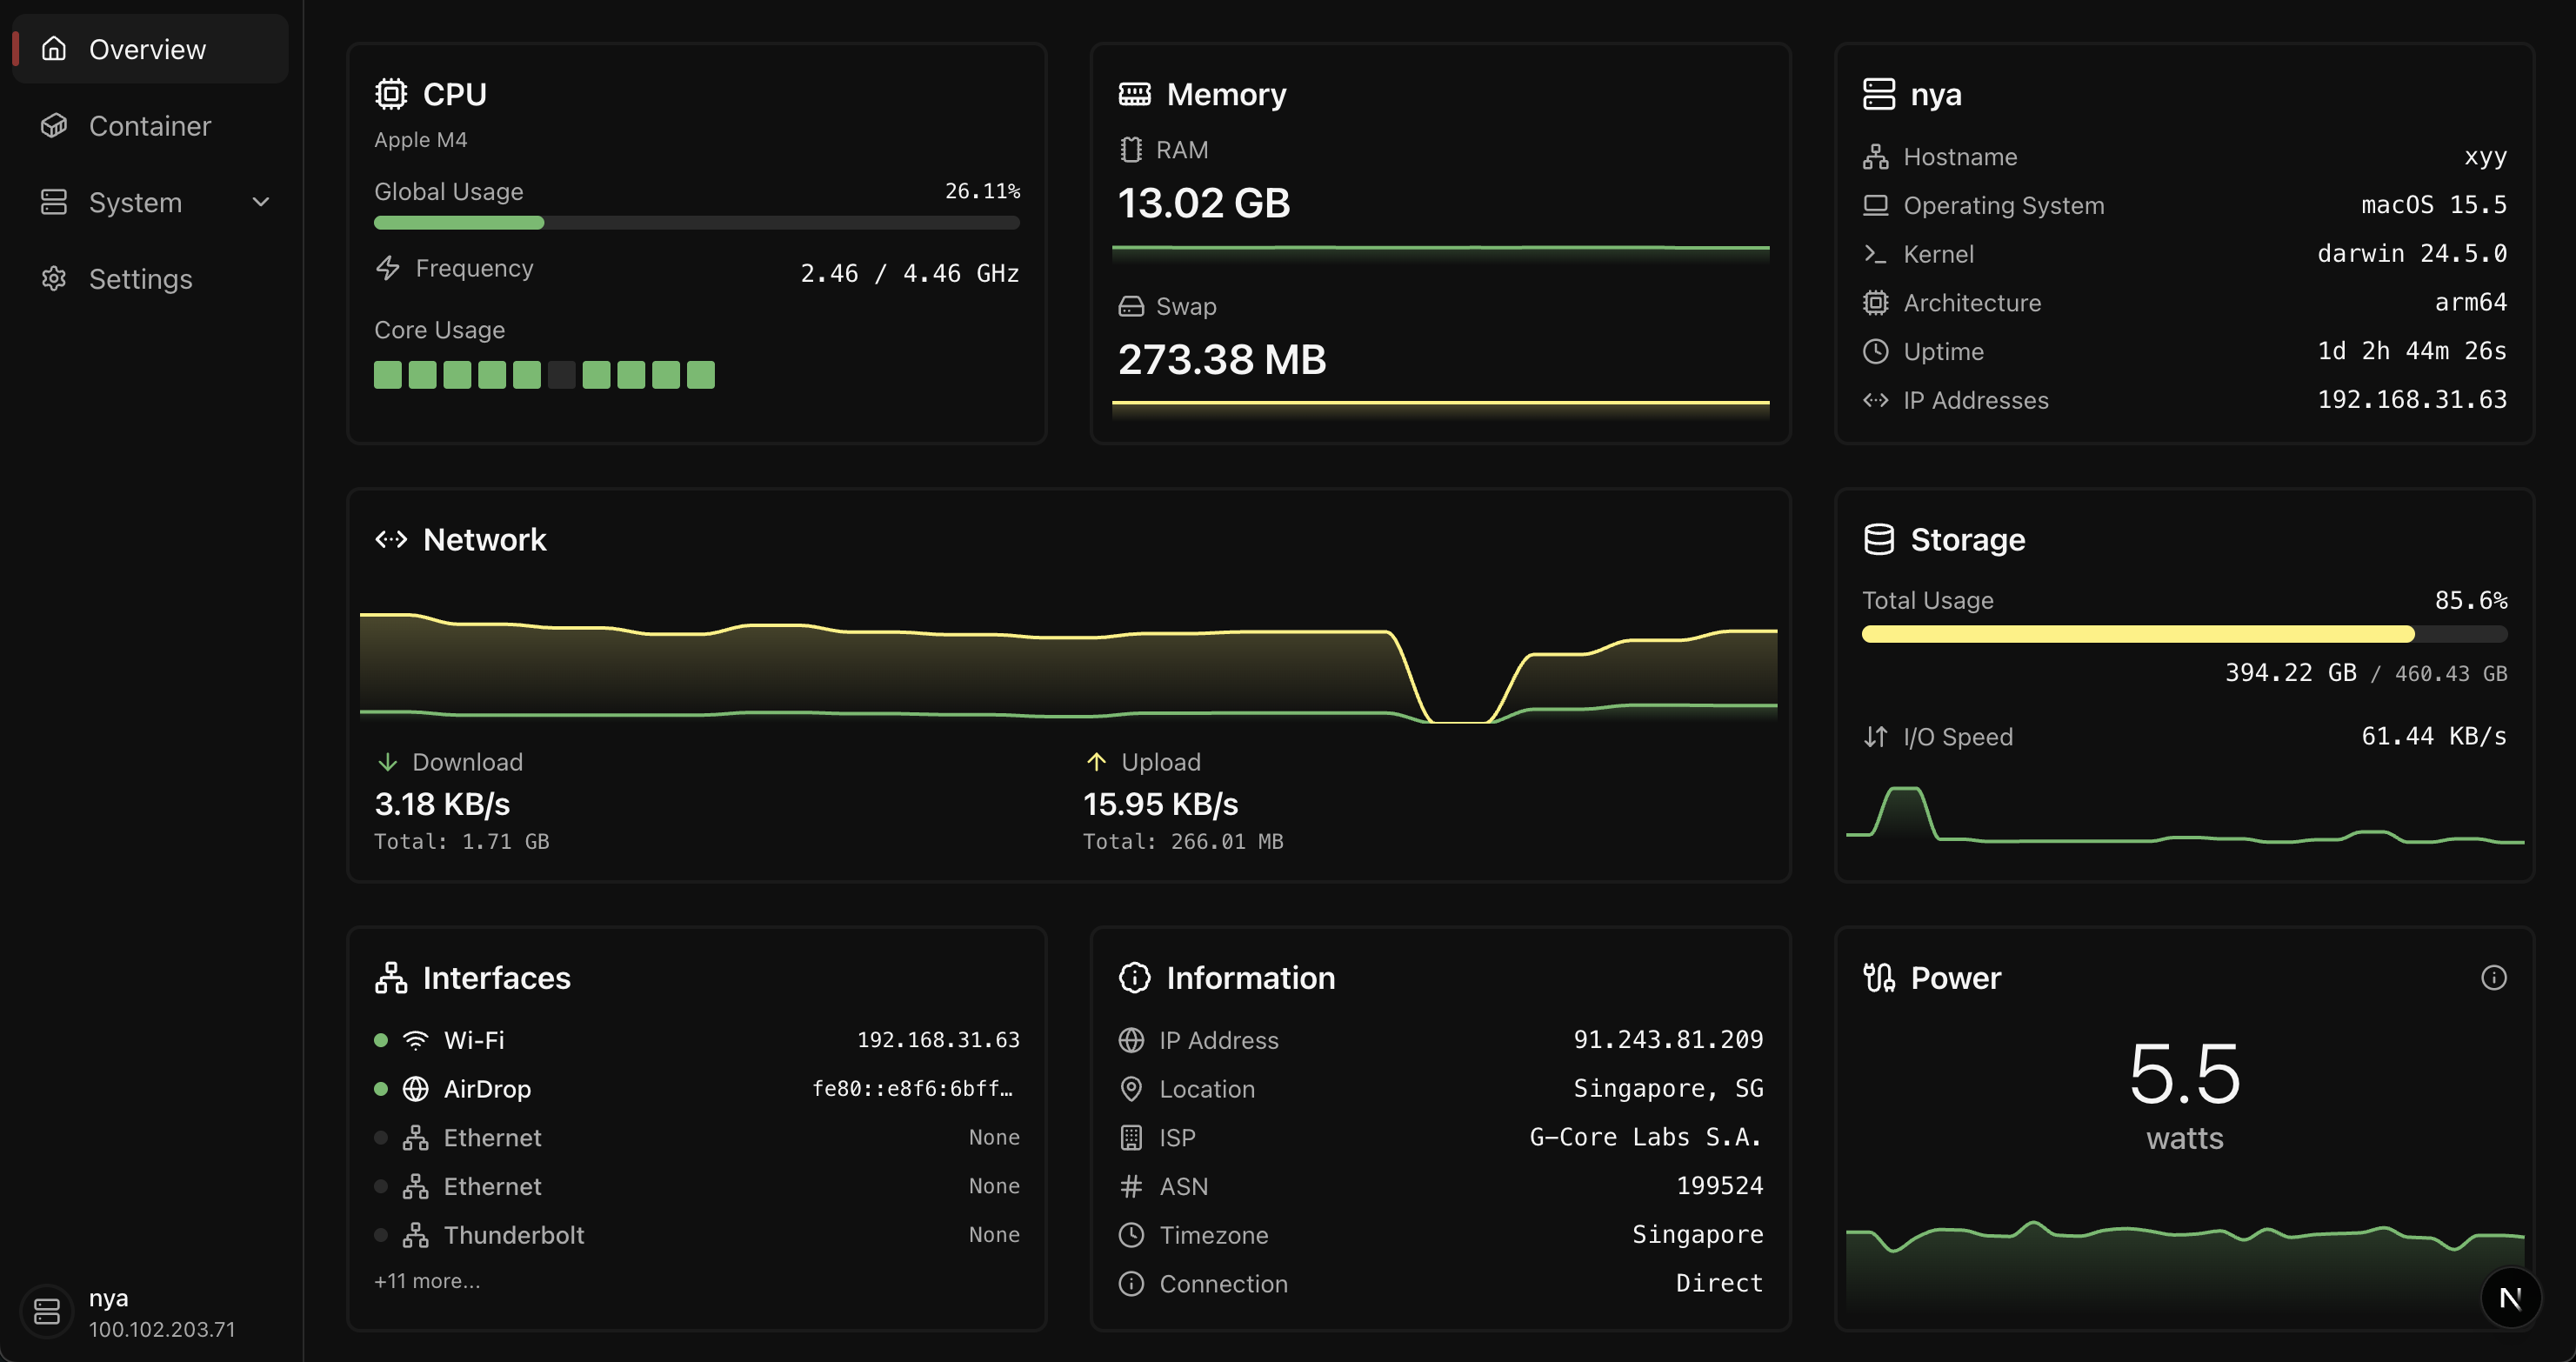 Overview
Container
System
Settings
nya
100.102.203.71
CPU
Apple M4
Global Usage 26.11%
Frequency 2.46 / 4.46 GHz
Core Usage
Memory
RAM
13.02 GB
Swap
273.38 MB
nya
Hostname xyy
Operating System macOS 15.5
Kernel darwin 24.5.0
Architecture arm64
Uptime 1d 2h 44m 26s
IP Addresses 192.168.31.63
Network
Download
3.18 KB/s
Total: 1.71 GB
Upload
15.95 KB/s
Total: 266.01 MB
Storage
Total Usage 85.6%
394.22 GB / 460.43 GB
I/O Speed 61.44 KB/s
Interfaces
Wi-Fi 192.168.31.63
AirDrop fe80::e8f6:6bff…
Ethernet None
Ethernet None
Thunderbolt None
+11 more...
Information
IP Address 91.243.81.209
Location Singapore, SG
ISP G-Core Labs S.A.
ASN 199524
Timezone Singapore
Connection Direct
Power
5.5
watts
N